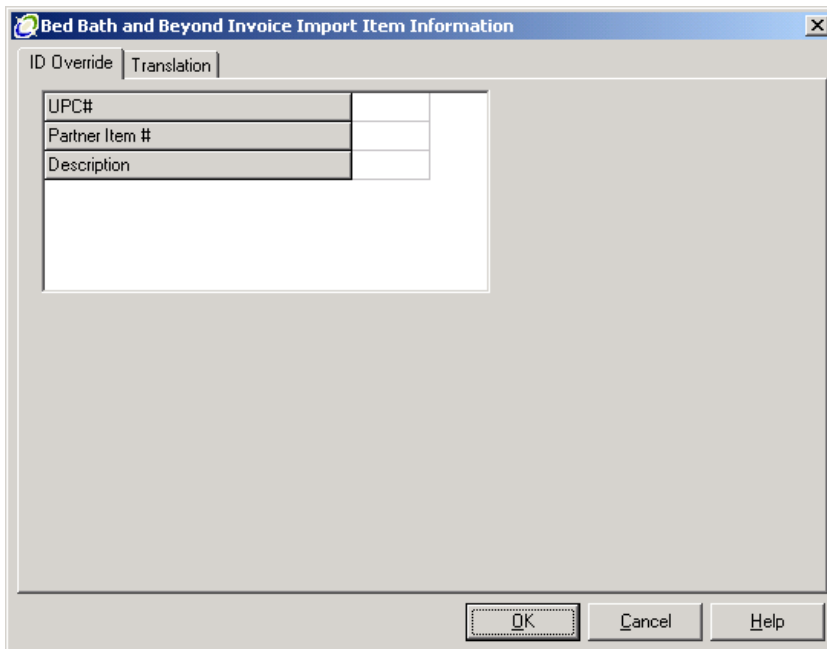 Bed Bath and Beyond Invoice Import Item Information
ID Override Translation
UPC#
Partner Item #
Description
OK Cancel Help